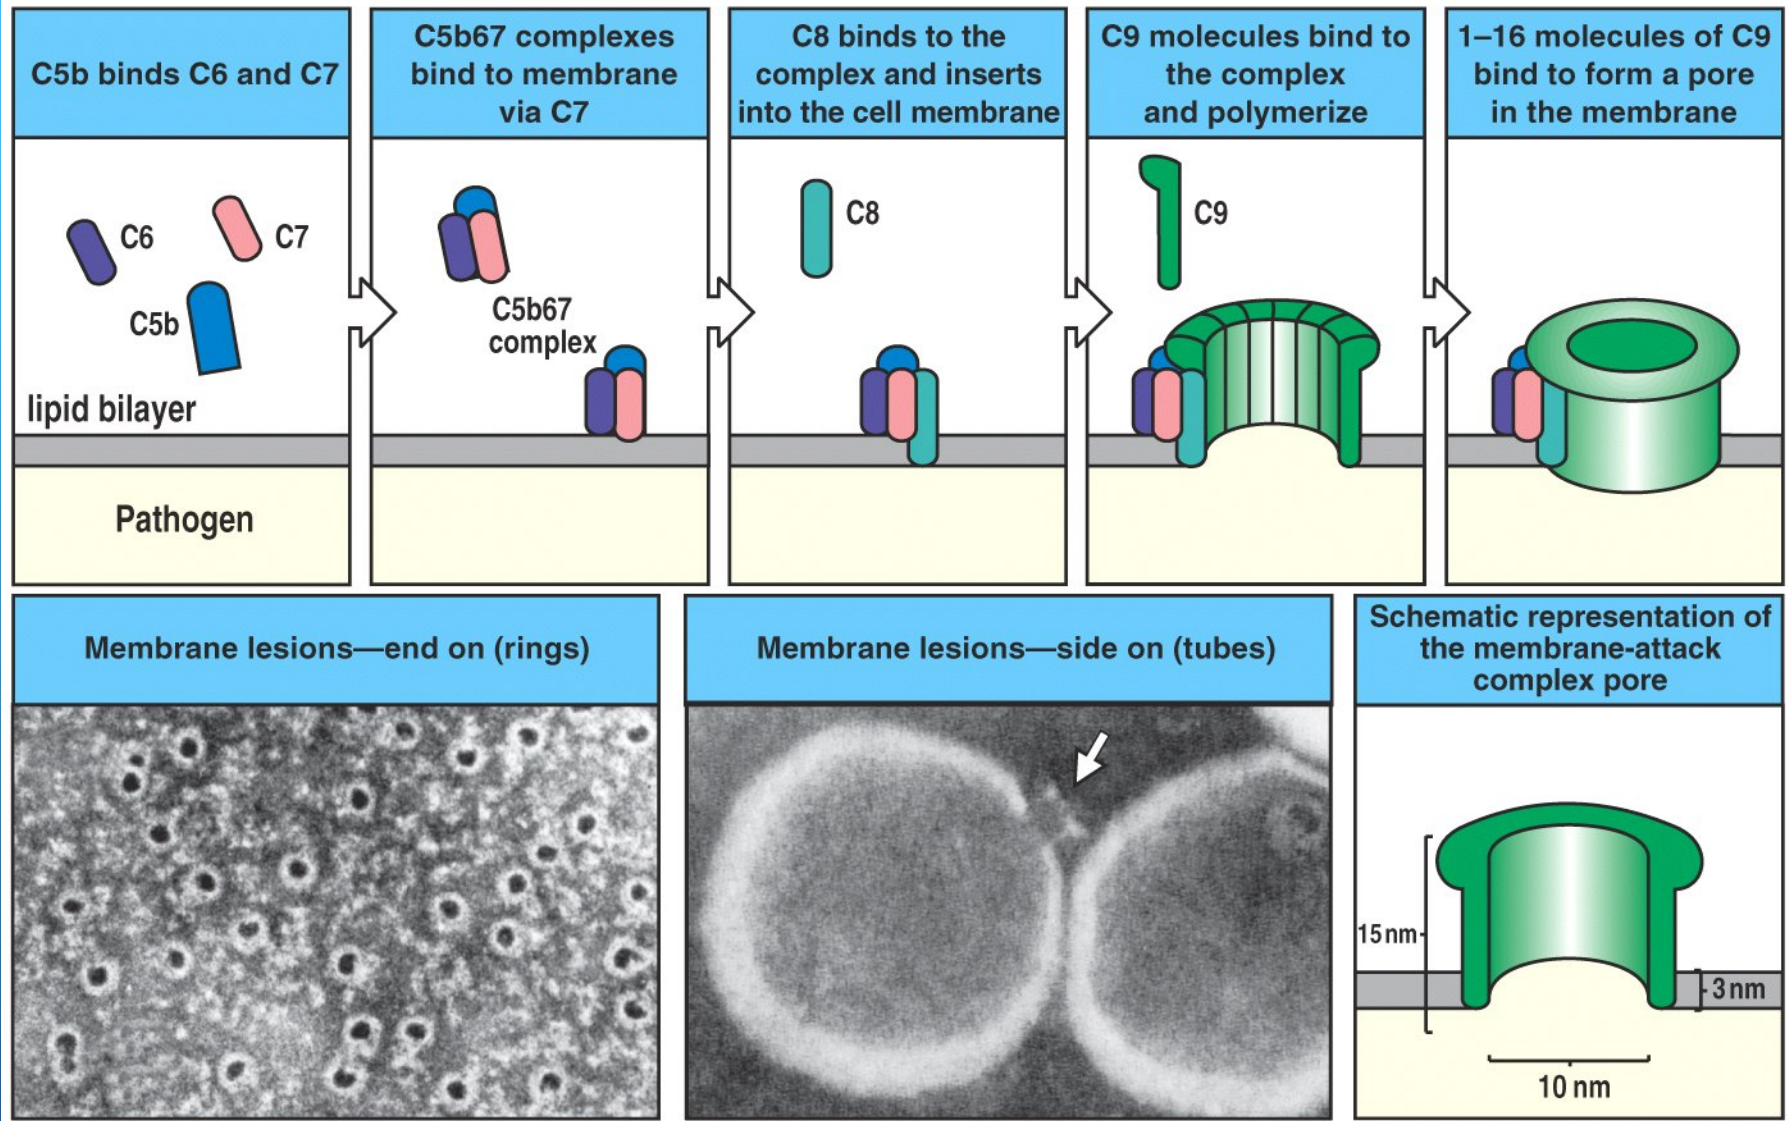 C5b binds C6 and C7
C6
C7
C5b
lipid bilayer
Pathogen
C5b67 complexes
bind to membrane
via C7
C5b67
complex
C8 binds to the
complex and inserts
into the cell membrane
C8
C9 molecules bind to
the complex
and polymerize
C9
1–16 molecules of C9
bind to form a pore
in the membrane
Membrane lesions—end on (rings)
Membrane lesions—side on (tubes)
Schematic representation of
the membrane-attack
complex pore
15 nm
3 nm
10 nm